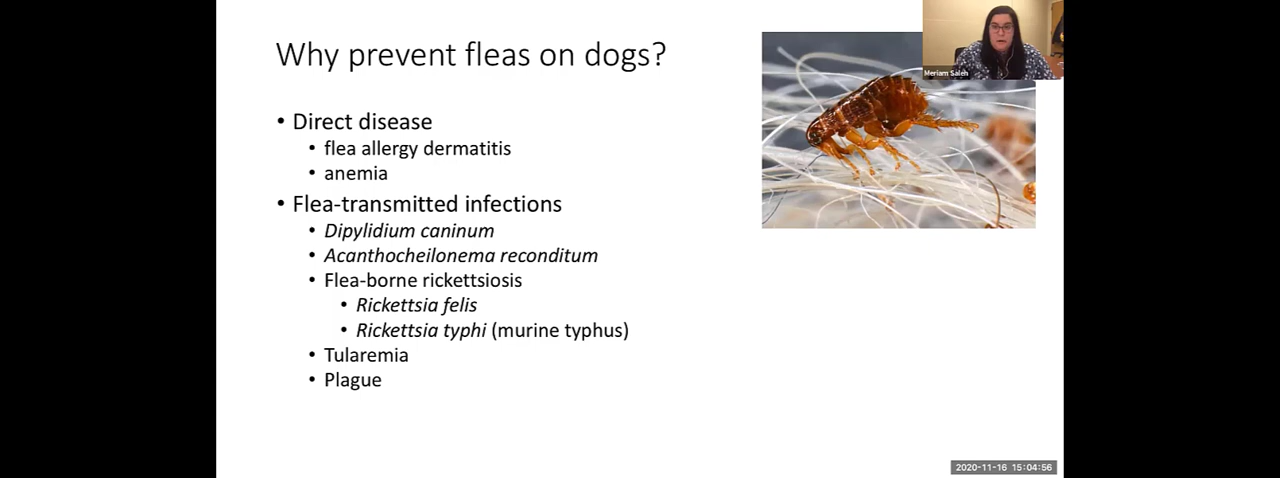 Why prevent fleas on dogs?
Meriam Saleh
• Direct disease
• flea allergy dermatitis
• anemia
• Flea-transmitted infections
• Dipylidium caninum
• Acanthocheilonema reconditum
• Flea-borne rickettsiosis
• Rickettsia felis
• Rickettsia typhi (murine typhus)
• Tularemia
• Plague
2020-11-16 15:04:56